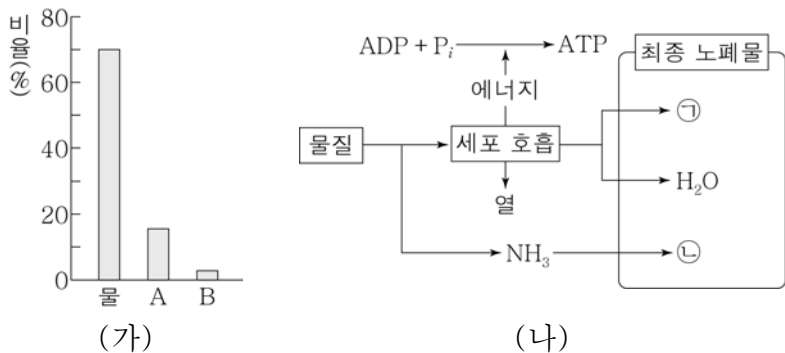 비율(%)
80
60
40
20
0
물 A B
(가)
ADP + Pᵢ
ATP
에너지
물질
세포 호흡
열
NH₃
최종 노폐물
㉠
H₂O
㉡
(나)